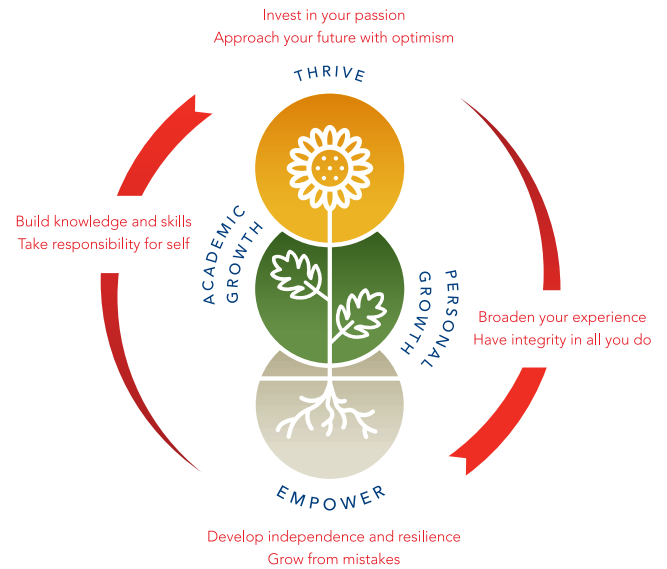 Invest in your passion
Approach your future with optimism
THRIVE
Build knowledge and skills
Take responsibility for self
ACADEMIC
GROWTH
PERSONAL
GROWTH
Broaden your experience
Have integrity in all you do
EMPOWER
Develop independence and resilience
Grow from mistakes